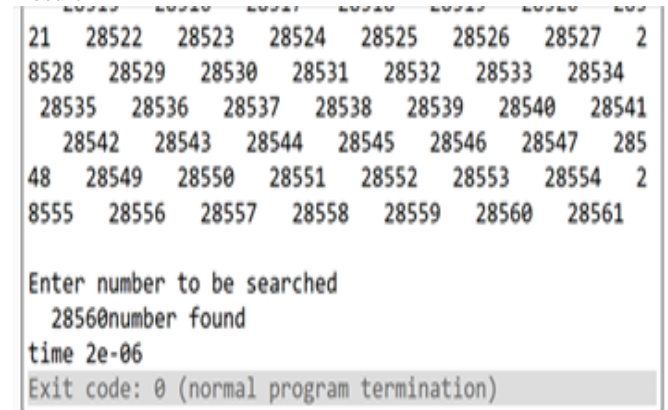 21 28522 28523 28524 28525 28526 28527 2
8528 28529 28530 28531 28532 28533 28534
28535 28536 28537 28538 28539 28540 28541
28542 28543 28544 28545 28546 28547 285
48 28549 28550 28551 28552 28553 28554 2
8555 28556 28557 28558 28559 28560 28561
Enter number to be searched
28560number found
time 2e-06
Exit code: 0 (normal program termination)